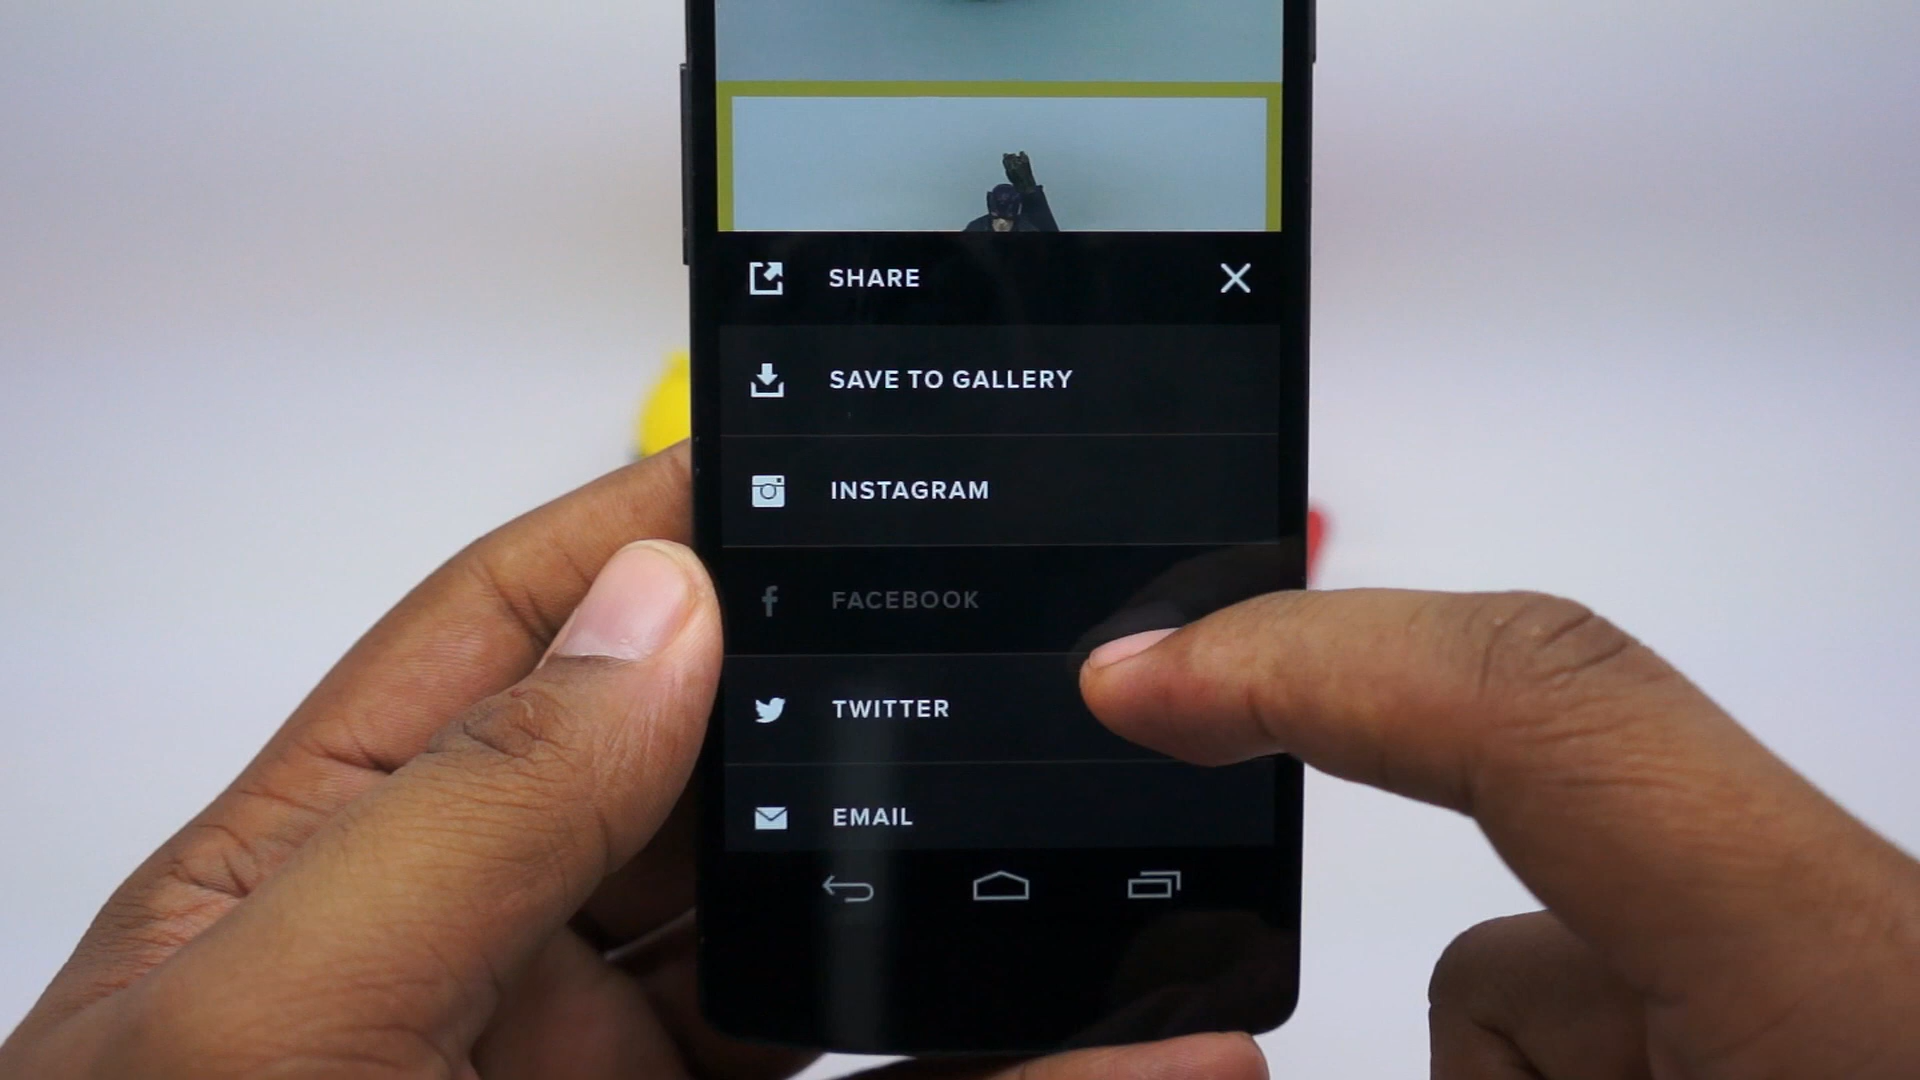 SHARE
SAVE TO GALLERY
INSTAGRAM
FACEBOOK
TWITTER
EMAIL